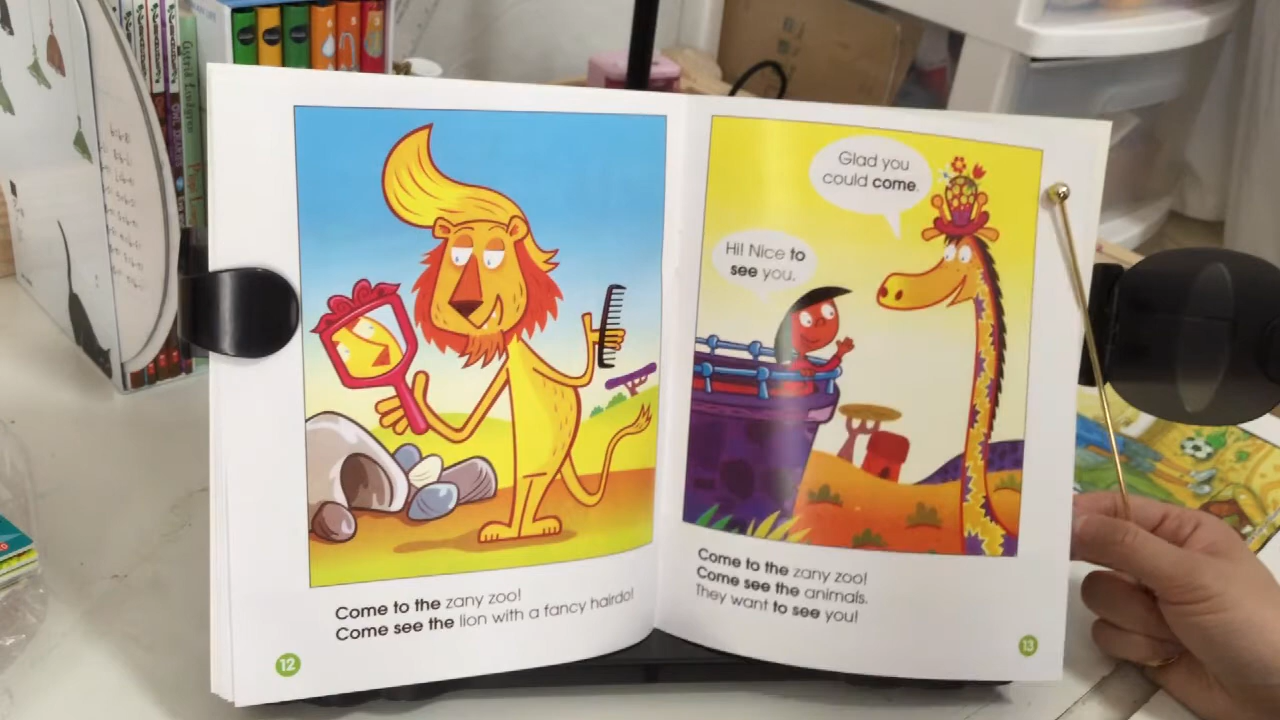 Come to the zany zoo!
Come see the lion with a fancy hairdo!
12
Glad you
could come.
Hi! Nice to
see you.
Come to the zany zoo!
Come see the animals.
They want to see you!
13